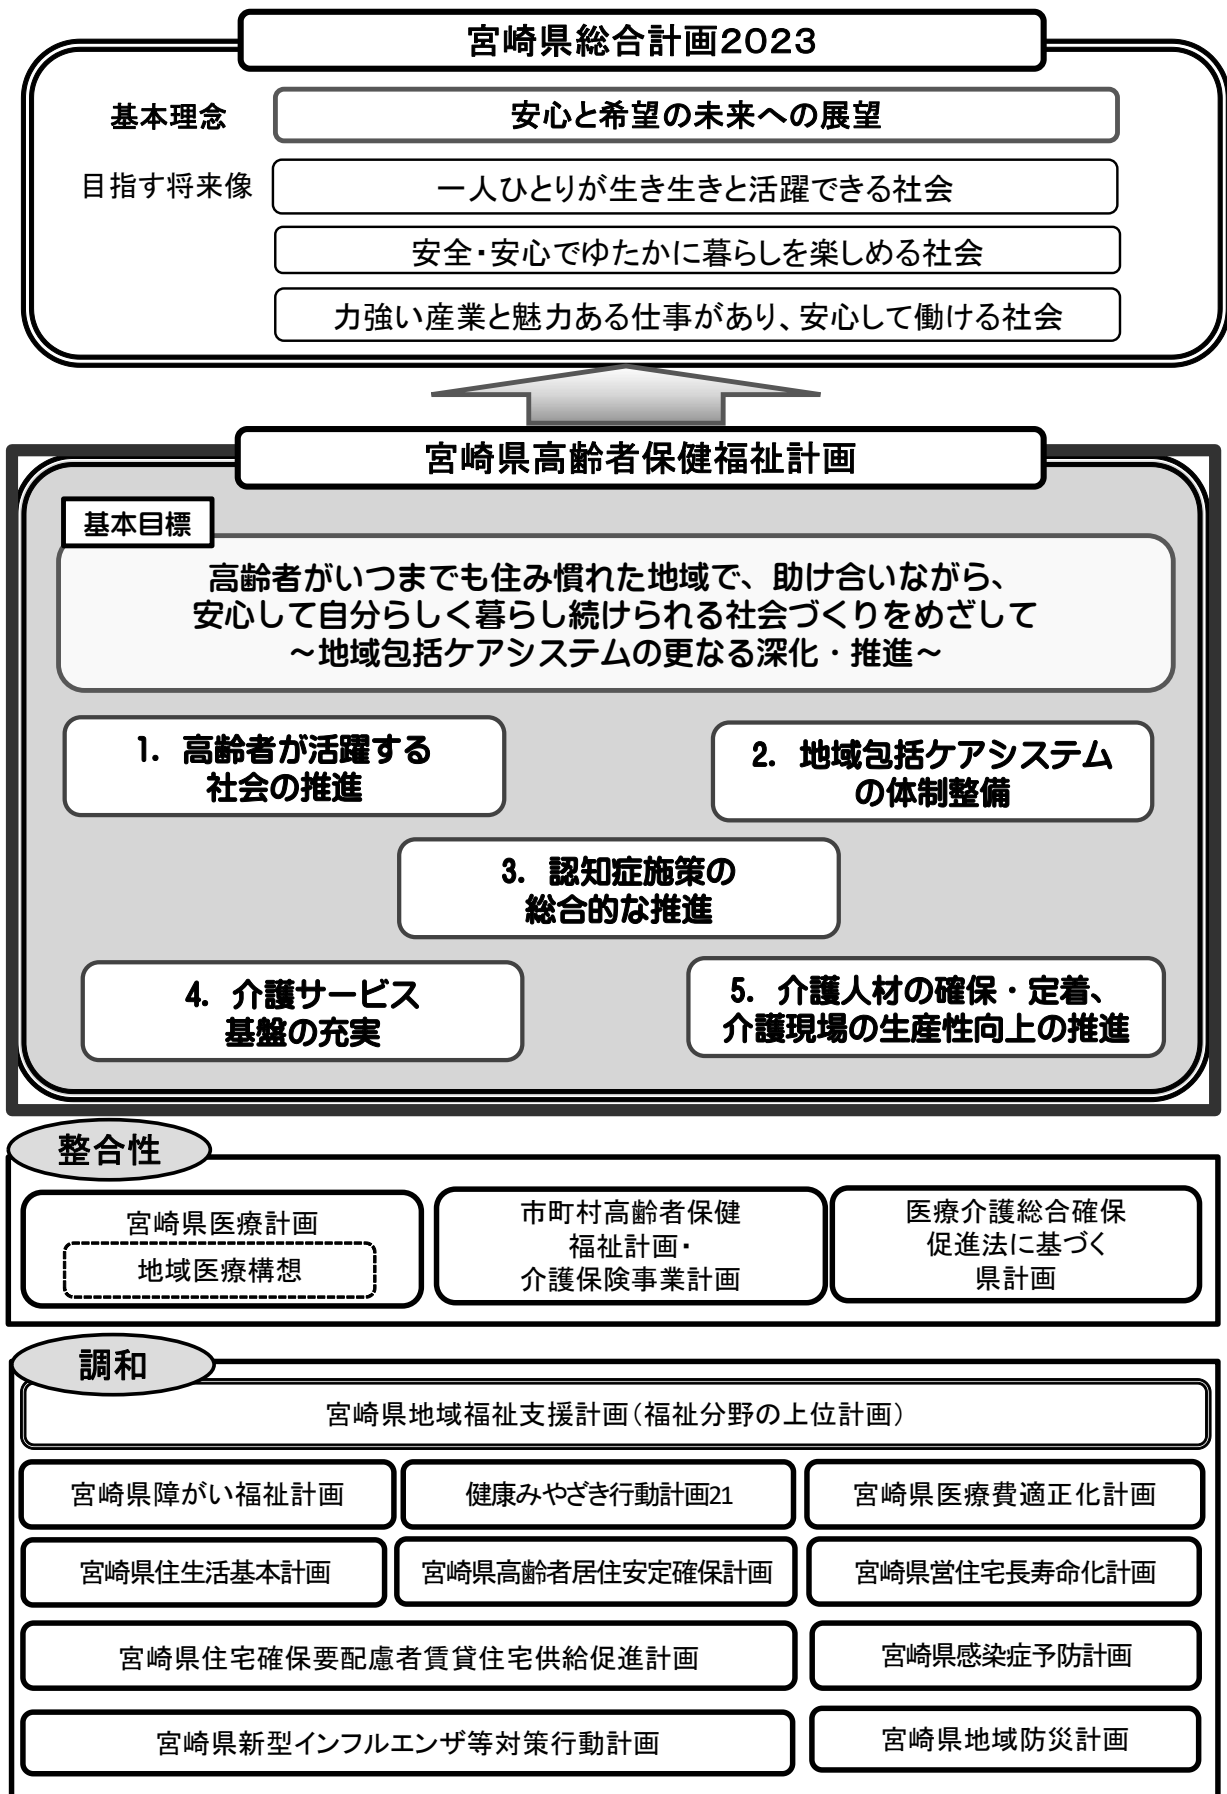 宮崎県総合計画2023
基本理念
安心と希望の未来への展望
目指す将来像
一人ひとりが生き生きと活躍できる社会
安全・安心でゆたかに暮らしを楽しめる社会
力強い産業と魅力ある仕事があり、安心して働ける社会
宮崎県高齢者保健福祉計画
基本目標
高齢者がいつまでも住み慣れた地域で、助け合いながら、
安心して自分らしく暮らし続けられる社会づくりをめざして
～地域包括ケアシステムの更なる深化・推進～
1. 高齢者が活躍する
社会の推進
2. 地域包括ケアシステム
の体制整備
3. 認知症施策の
総合的な推進
4. 介護サービス
基盤の充実
5. 介護人材の確保・定着、
介護現場の生産性向上の推進
整合性
宮崎県医療計画
地域医療構想
市町村高齢者保健
福祉計画・
介護保険事業計画
医療介護総合確保
促進法に基づく
県計画
調和
宮崎県地域福祉支援計画（福祉分野の上位計画）
宮崎県障がい福祉計画
健康みやざき行動計画21
宮崎県医療費適正化計画
宮崎県住生活基本計画
宮崎県高齢者居住安定確保計画
宮崎県営住宅長寿命化計画
宮崎県住宅確保要配慮者賃貸住宅供給促進計画
宮崎県感染症予防計画
宮崎県新型インフルエンザ等対策行動計画
宮崎県地域防災計画